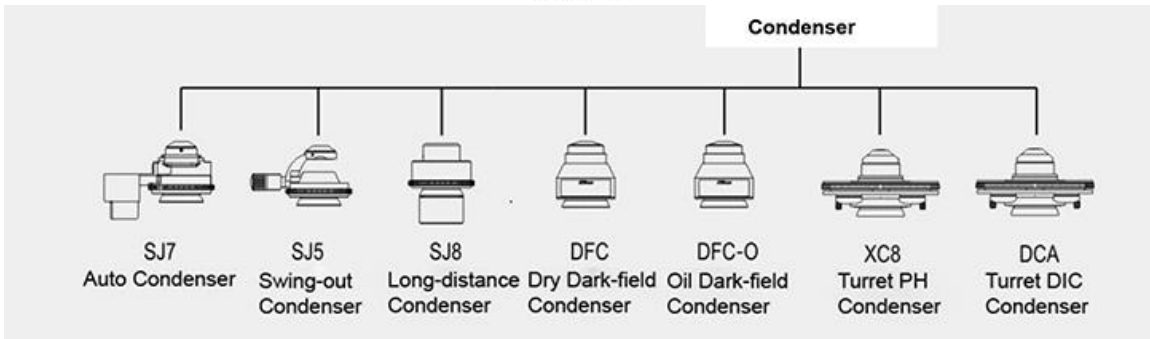 Condenser
SJ7
Auto Condenser
SJ5
Swing-out
Condenser
SJ8
Long-distance
Condenser
DFC
Dry Dark-field
Condenser
DFC-O
Oil Dark-field
Condenser
XC8
Turret PH
Condenser
DCA
Turret DIC
Condenser